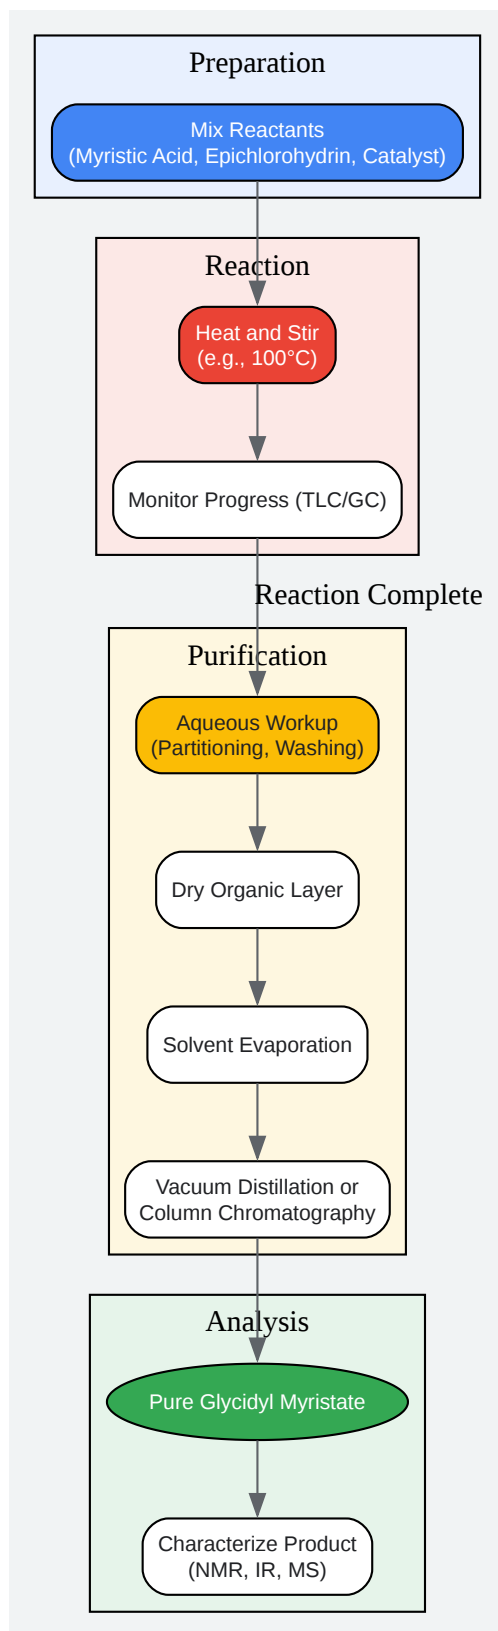 Preparation
Mix Reactants
(Myristic Acid, Epichlorohydrin, Catalyst)
Reaction
Heat and Stir
(e.g., 100°C)
Monitor Progress (TLC/GC)
Reaction Complete
Purification
Aqueous Workup
(Partitioning, Washing)
Dry Organic Layer
Solvent Evaporation
Vacuum Distillation or
Column Chromatography
Analysis
Pure Glycidyl Myristate
Characterize Product
(NMR, IR, MS)